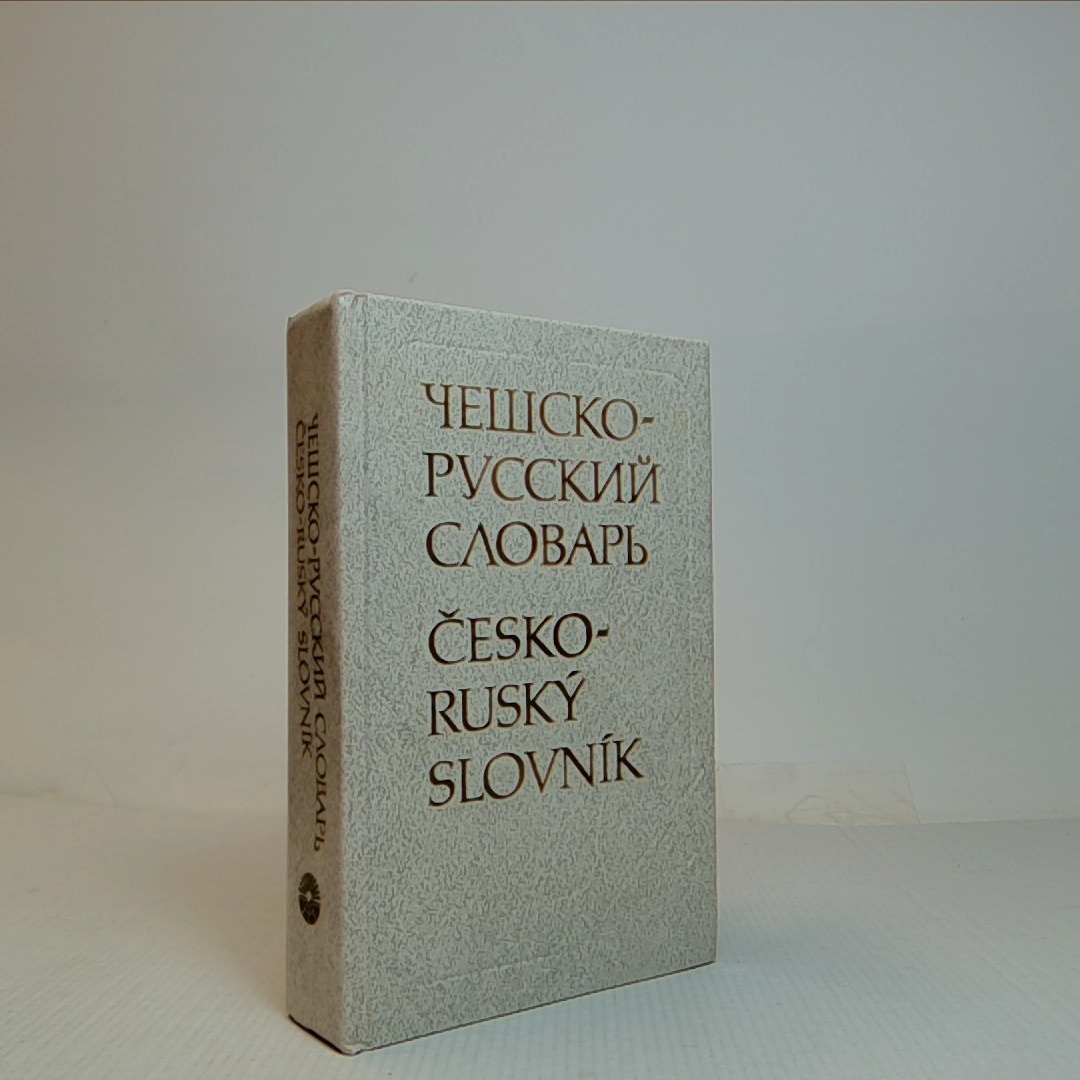 ЧЕШСКО-
РУССКИЙ
СЛОВАРЬ
ČESKO-
RUSKÝ
SLOVNÍK
ЧЕШСКО-РУССКИЙ СЛОВАРЬ
ČESKO-RUSKÝ SLOVNÍK